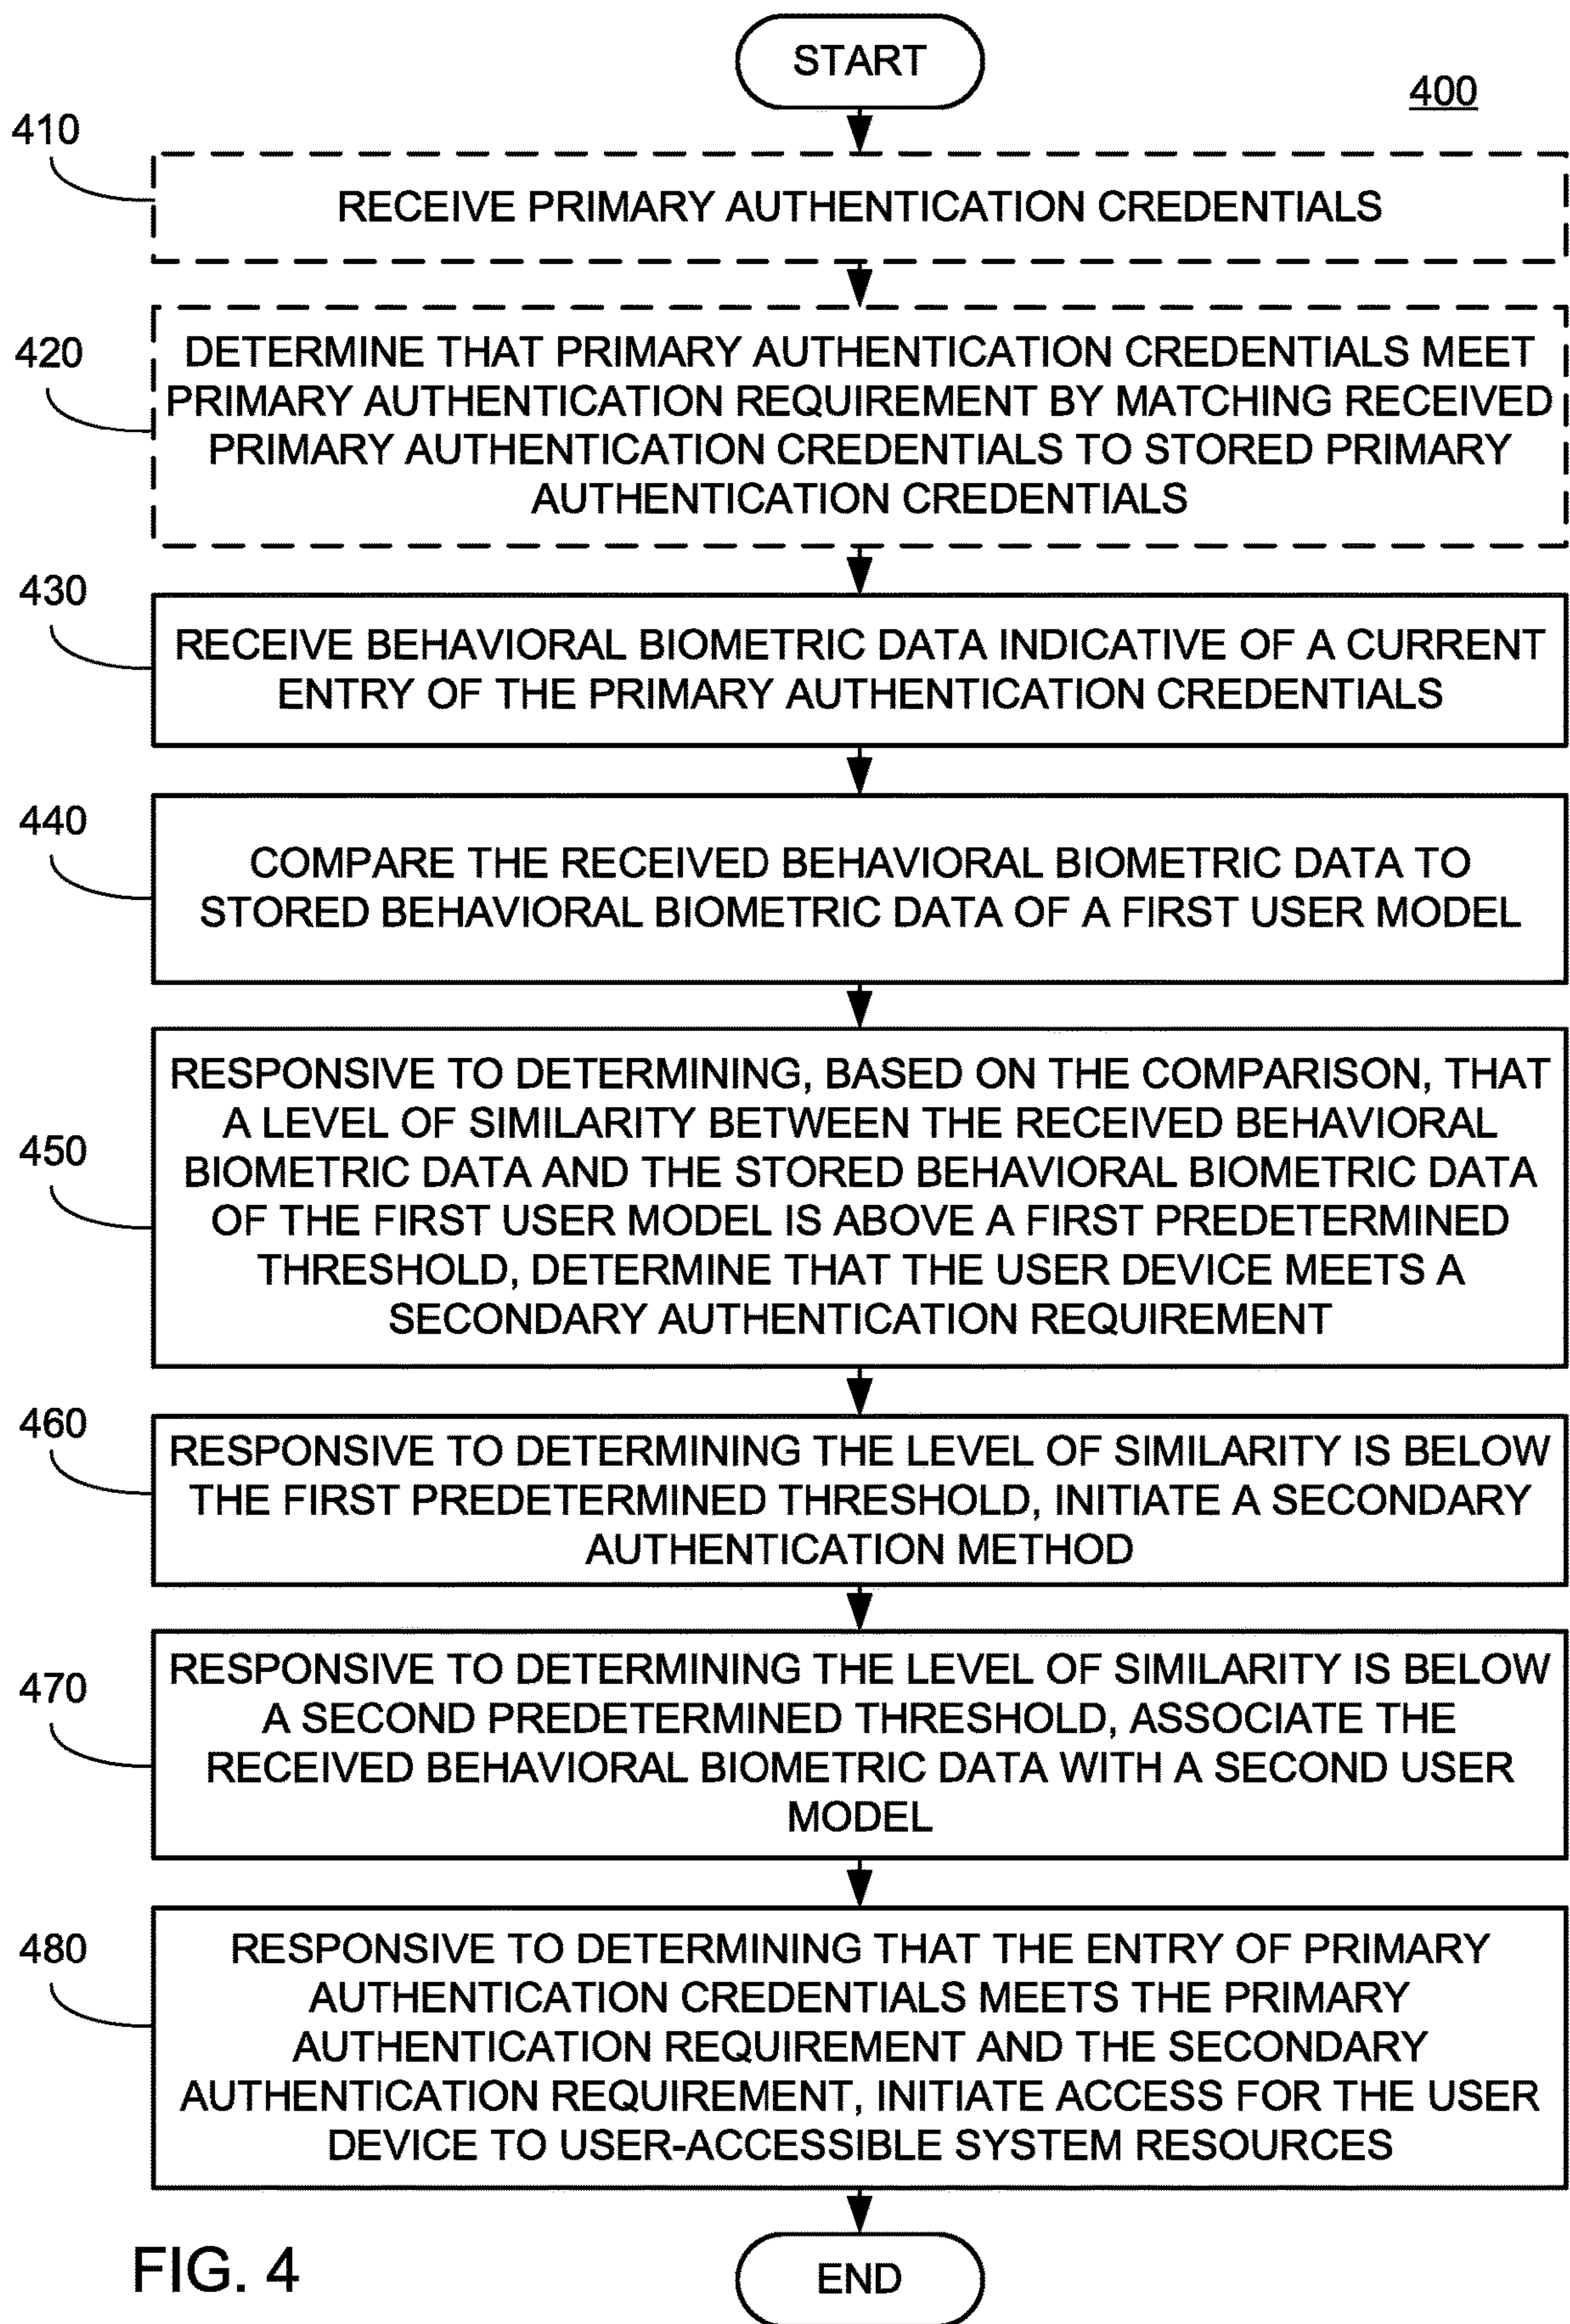 START
400
410
RECEIVE PRIMARY AUTHENTICATION CREDENTIALS
420
DETERMINE THAT PRIMARY AUTHENTICATION CREDENTIALS MEET
PRIMARY AUTHENTICATION REQUIREMENT BY MATCHING RECEIVED
PRIMARY AUTHENTICATION CREDENTIALS TO STORED PRIMARY
AUTHENTICATION CREDENTIALS
430
RECEIVE BEHAVIORAL BIOMETRIC DATA INDICATIVE OF A CURRENT
ENTRY OF THE PRIMARY AUTHENTICATION CREDENTIALS
440
COMPARE THE RECEIVED BEHAVIORAL BIOMETRIC DATA TO
STORED BEHAVIORAL BIOMETRIC DATA OF A FIRST USER MODEL
450
RESPONSIVE TO DETERMINING, BASED ON THE COMPARISON, THAT
A LEVEL OF SIMILARITY BETWEEN THE RECEIVED BEHAVIORAL
BIOMETRIC DATA AND THE STORED BEHAVIORAL BIOMETRIC DATA
OF THE FIRST USER MODEL IS ABOVE A FIRST PREDETERMINED
THRESHOLD, DETERMINE THAT THE USER DEVICE MEETS A
SECONDARY AUTHENTICATION REQUIREMENT
460
RESPONSIVE TO DETERMINING THE LEVEL OF SIMILARITY IS BELOW
THE FIRST PREDETERMINED THRESHOLD, INITIATE A SECONDARY
AUTHENTICATION METHOD
470
RESPONSIVE TO DETERMINING THE LEVEL OF SIMILARITY IS BELOW
A SECOND PREDETERMINED THRESHOLD, ASSOCIATE THE
RECEIVED BEHAVIORAL BIOMETRIC DATA WITH A SECOND USER
MODEL
480
RESPONSIVE TO DETERMINING THAT THE ENTRY OF PRIMARY
AUTHENTICATION CREDENTIALS MEETS THE PRIMARY
AUTHENTICATION REQUIREMENT AND THE SECONDARY
AUTHENTICATION REQUIREMENT, INITIATE ACCESS FOR THE USER
DEVICE TO USER-ACCESSIBLE SYSTEM RESOURCES
FIG. 4
END